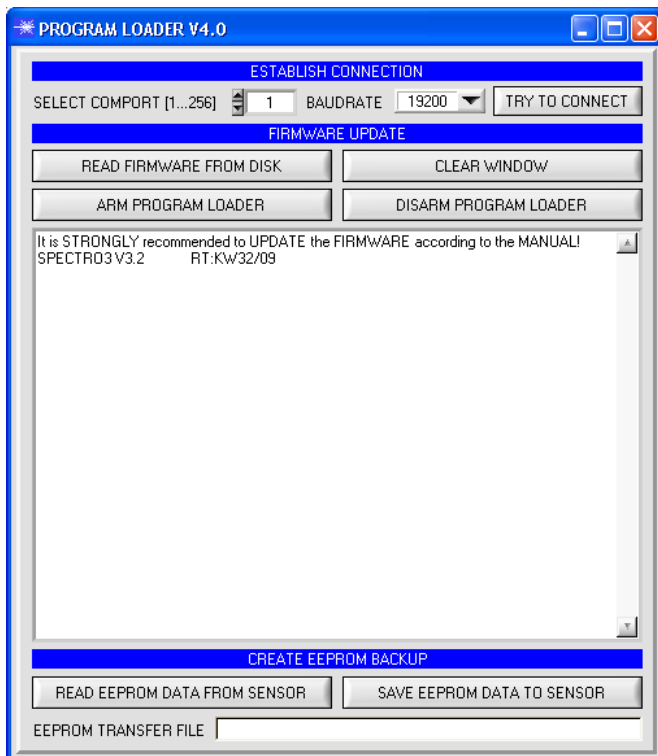 PROGRAM LOADER V4.0
ESTABLISH CONNECTION
SELECT COMPORT [1...256] 1 BAUDRATE 19200 TRY TO CONNECT
FIRMWARE UPDATE
READ FIRMWARE FROM DISK CLEAR WINDOW
ARM PROGRAM LOADER DISARM PROGRAM LOADER
It is STRONGLY recommended to UPDATE the FIRMWARE according to the MANUAL!
SPECTRO3 V3.2 RT:KW32/09
CREATE EEPROM BACKUP
READ EEPROM DATA FROM SENSOR SAVE EEPROM DATA TO SENSOR
EEPROM TRANSFER FILE